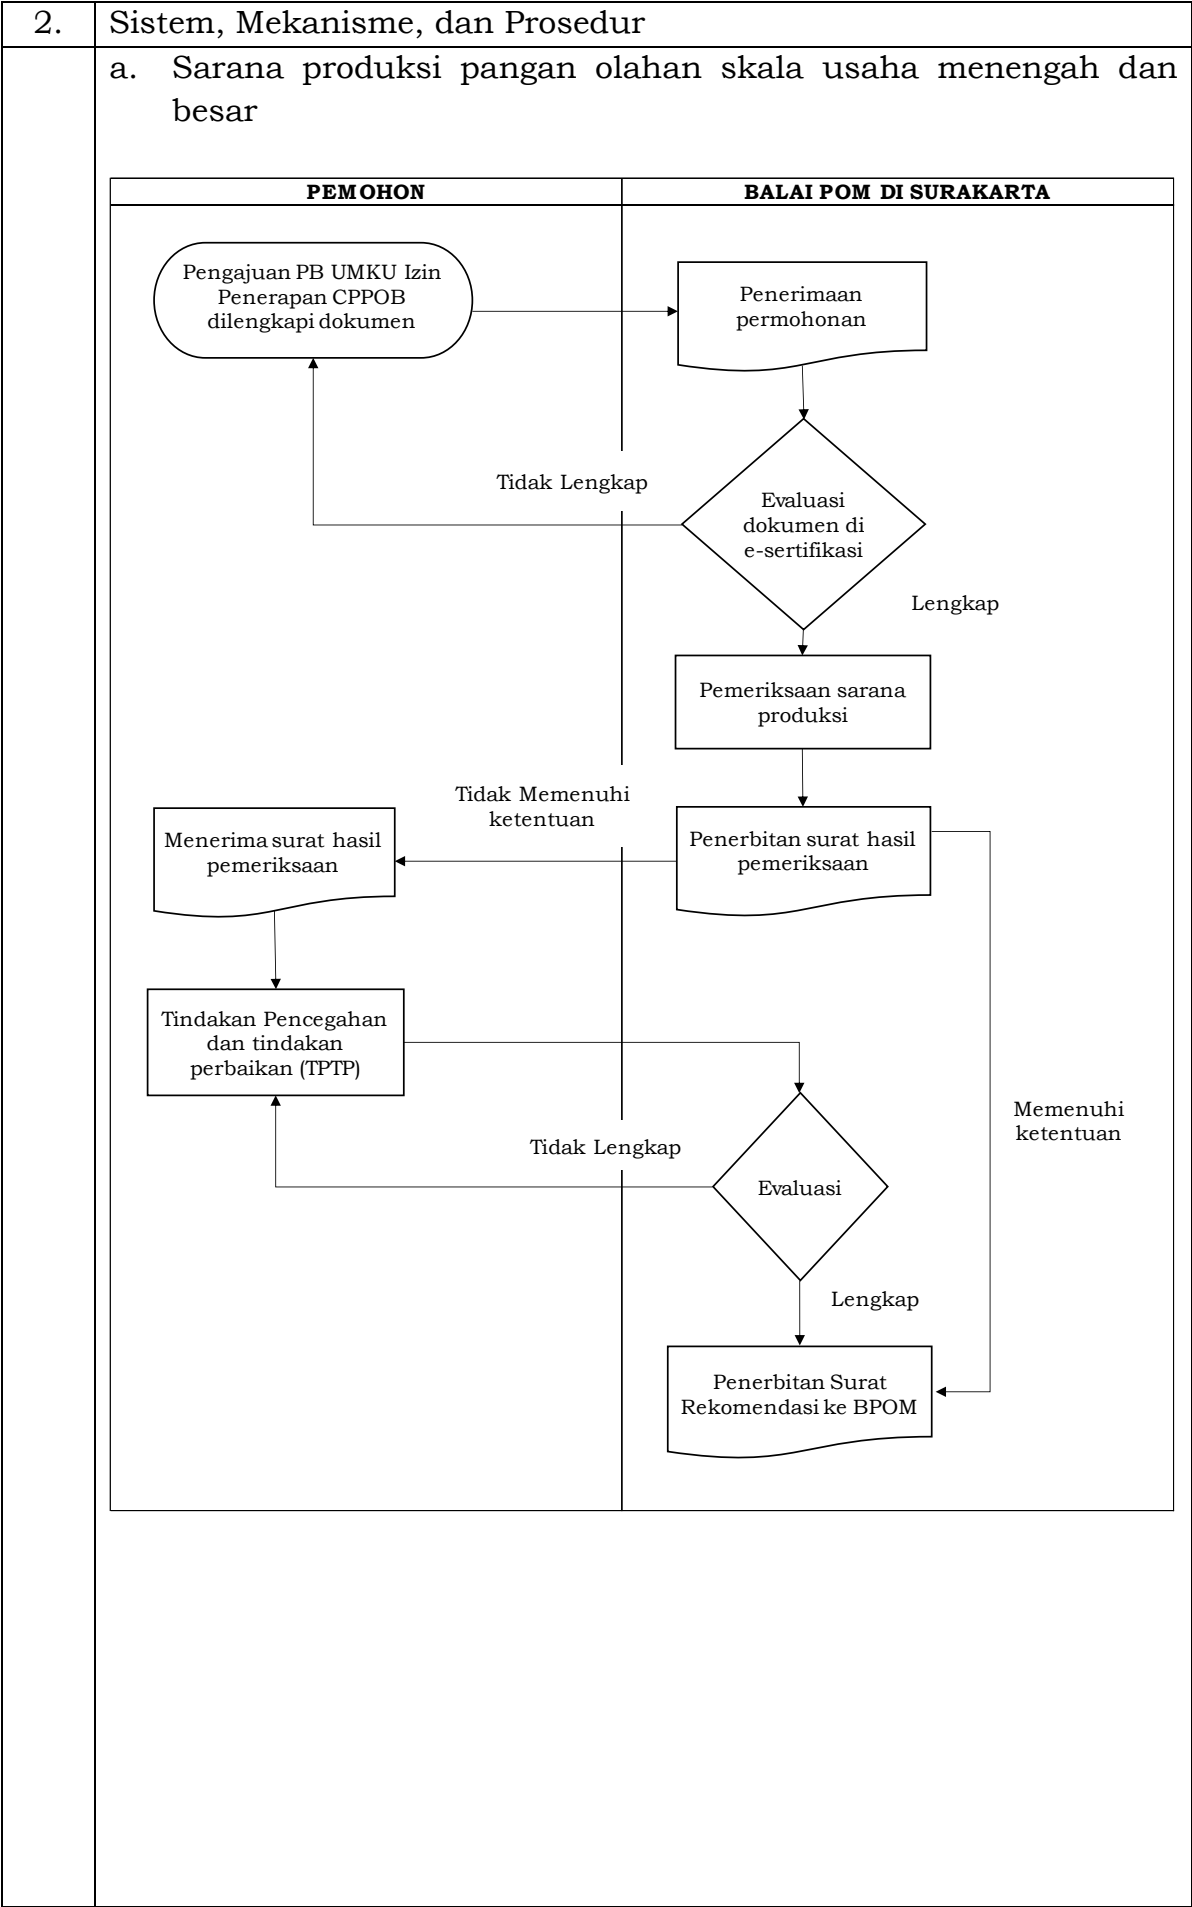 2.
Sistem, Mekanisme, dan Prosedur
a. Sarana produksi pangan olahan skala usaha menengah dan
besar
PEMOHON
BALAI POM DI SURAKARTA
Pengajuan PB UMKU Izin
Penerapan CPPOB
dilengkapi dokumen
Penerimaan
permohonan
Tidak Lengkap
Evaluasi
dokumen di
e-sertifikasi
Lengkap
Pemeriksaan sarana
produksi
Tidak Memenuhi
ketentuan
Menerima surat hasil
pemeriksaan
Penerbitan surat hasil
pemeriksaan
Tindakan Pencegahan
dan tindakan
perbaikan (TPTP)
Memenuhi
ketentuan
Tidak Lengkap
Evaluasi
Lengkap
Penerbitan Surat
Rekomendasi ke BPOM